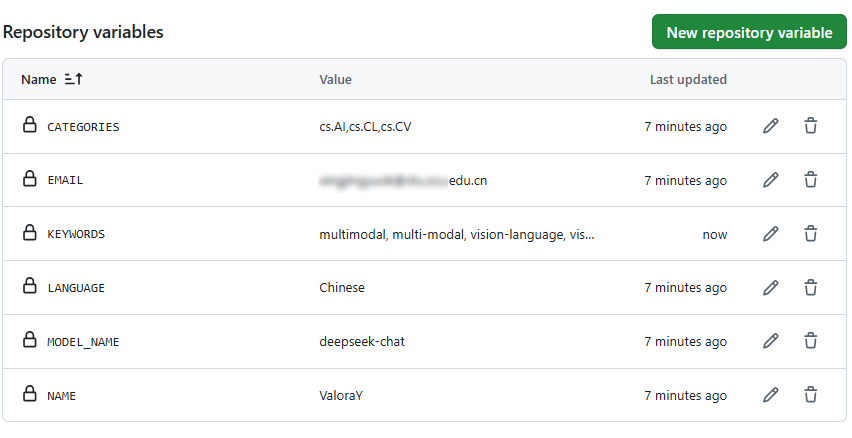 Repository variables
New repository variable
Name Value Last updated
CATEGORIES cs.AI,cs.CL,cs.CV 7 minutes ago
EMAIL edu.cn 7 minutes ago
KEYWORDS multimodal, multi-modal, vision-language, vis... now
LANGUAGE Chinese 7 minutes ago
MODEL_NAME deepseek-chat 7 minutes ago
NAME ValoraY 7 minutes ago